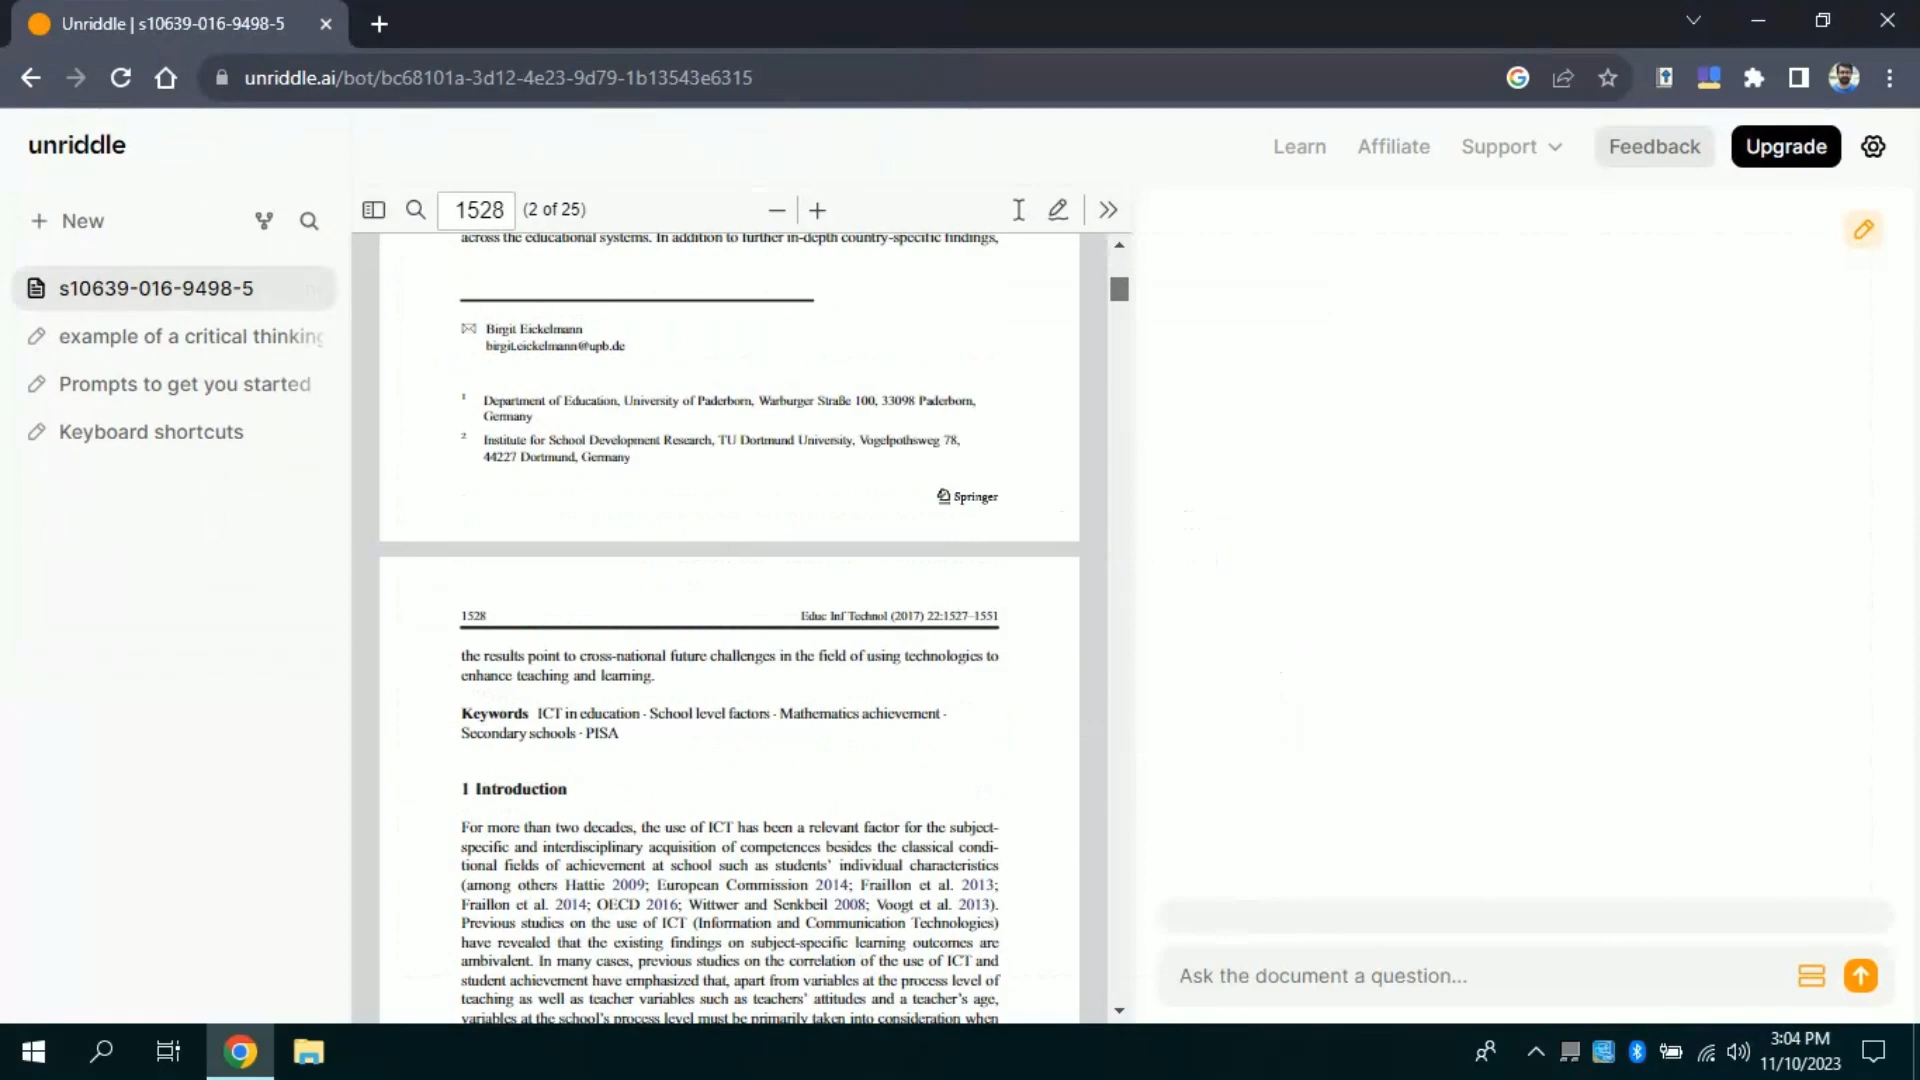 Unriddle | s10639-016-9498-5
unriddle.ai/bot/bc68101a-3d12-4e23-9d79-1b13543e6315
unriddle
Learn
Affiliate
Support
Feedback
Upgrade
New
s10639-016-9498-5
example of a critical thinking
Prompts to get you started
Keyboard shortcuts
1528 (2 of 25)
across the educational systems. In addition to further in-depth country-specific findings,
Birgit Eickelmann
birgit.eickelmann@upb.de
1 Department of Education, University of Paderborn, Warburger Straße 100, 33098 Paderborn,
Germany
2 Institute for School Development Research, TU Dortmund University, Vogelpothsweg 78,
44227 Dortmund, Germany
Springer
1528 Educ Inf Technol (2017) 22:1527–1551
the results point to cross-national future challenges in the field of using technologies to
enhance teaching and learning.
Keywords ICT in education · School level factors · Mathematics achievement ·
Secondary schools · PISA
1 Introduction
For more than two decades, the use of ICT has been a relevant factor for the subject-
specific and interdisciplinary acquisition of competences besides the classical condi-
tional fields of achievement at school such as students' individual characteristics
(among others Hattie 2009; European Commission 2014; Fraillon et al. 2013;
Fraillon et al. 2014; OECD 2016; Wittwer and Senkbeil 2008; Voogt et al. 2013).
Previous studies on the use of ICT (Information and Communication Technologies)
have revealed that the existing findings on subject-specific learning outcomes are
ambivalent. In many cases, previous studies on the correlation of the use of ICT and
student achievement have emphasized that, apart from variables at the process level of
teaching as well as teacher variables such as teachers' attitudes and a teacher's age,
variables at the school's process level must be primarily taken into consideration when
Ask the document a question...
3:04 PM
11/10/2023